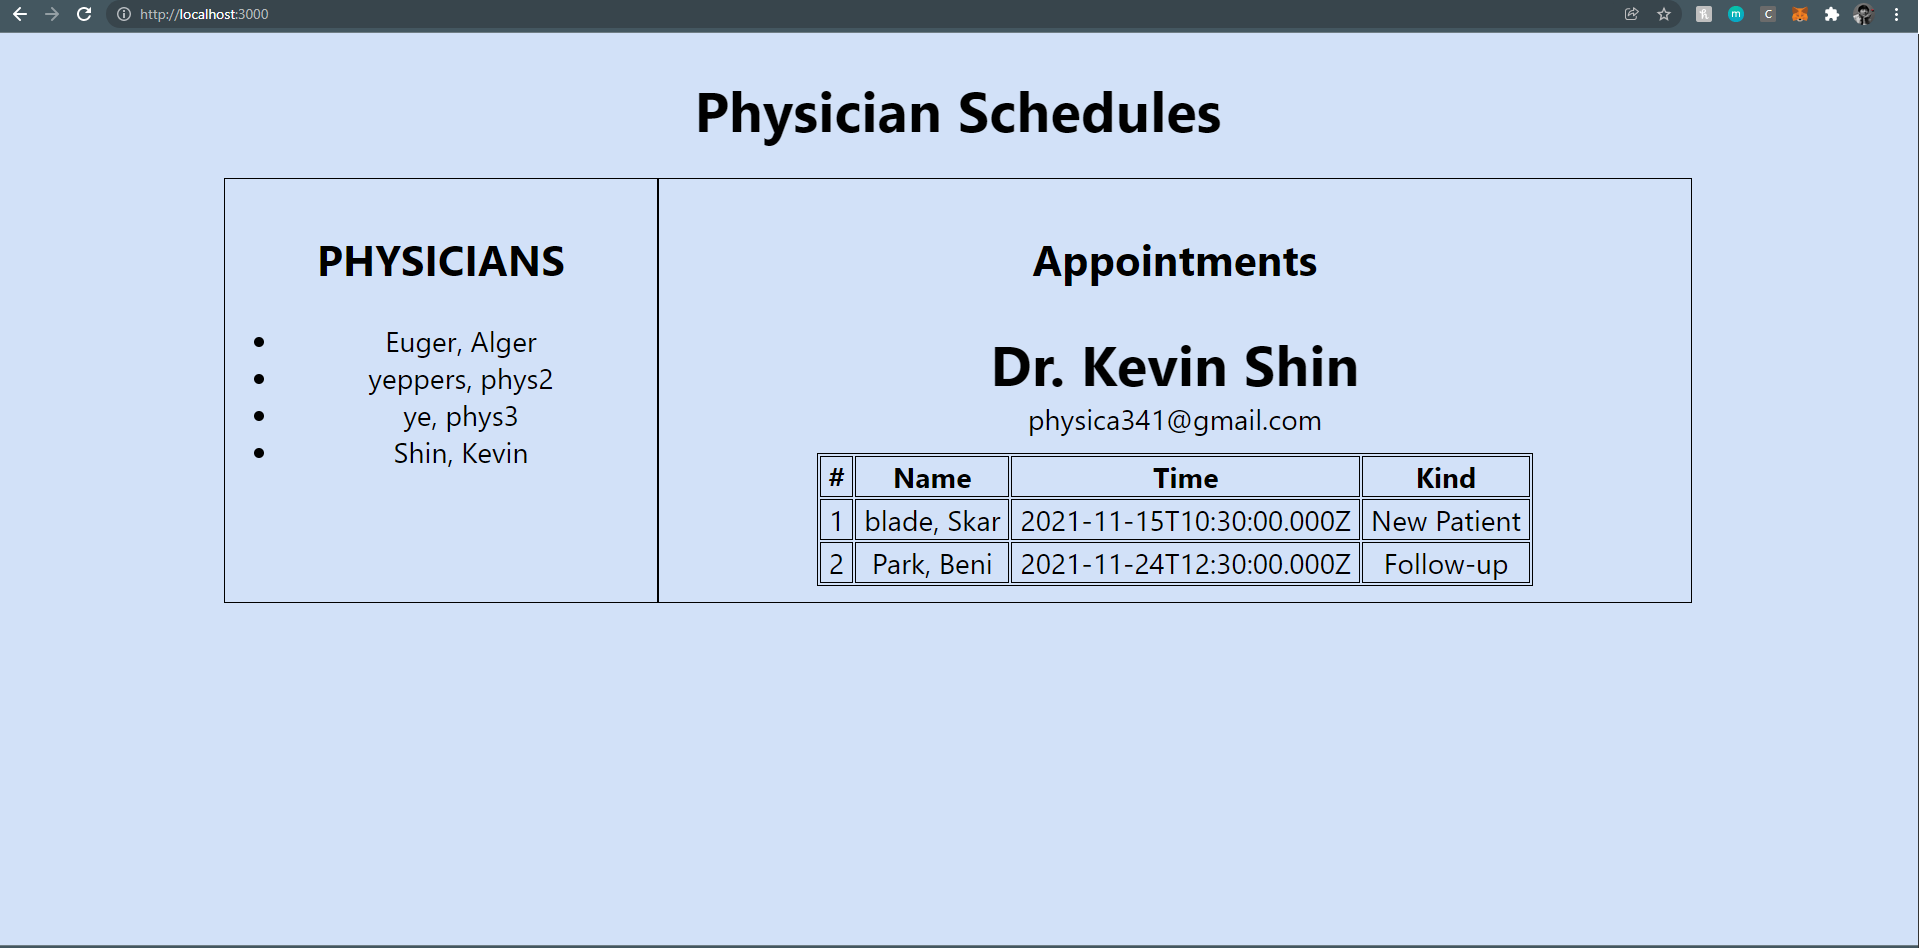 http://localhost:3000
Physician Schedules
PHYSICIANS
• Euger, Alger
• yeppers, phys2
• ye, phys3
• Shin, Kevin
Appointments
Dr. Kevin Shin
physica341@gmail.com
# Name Time Kind
1 blade, Skar 2021-11-15T10:30:00.000Z New Patient
2 Park, Beni 2021-11-24T12:30:00.000Z Follow-up